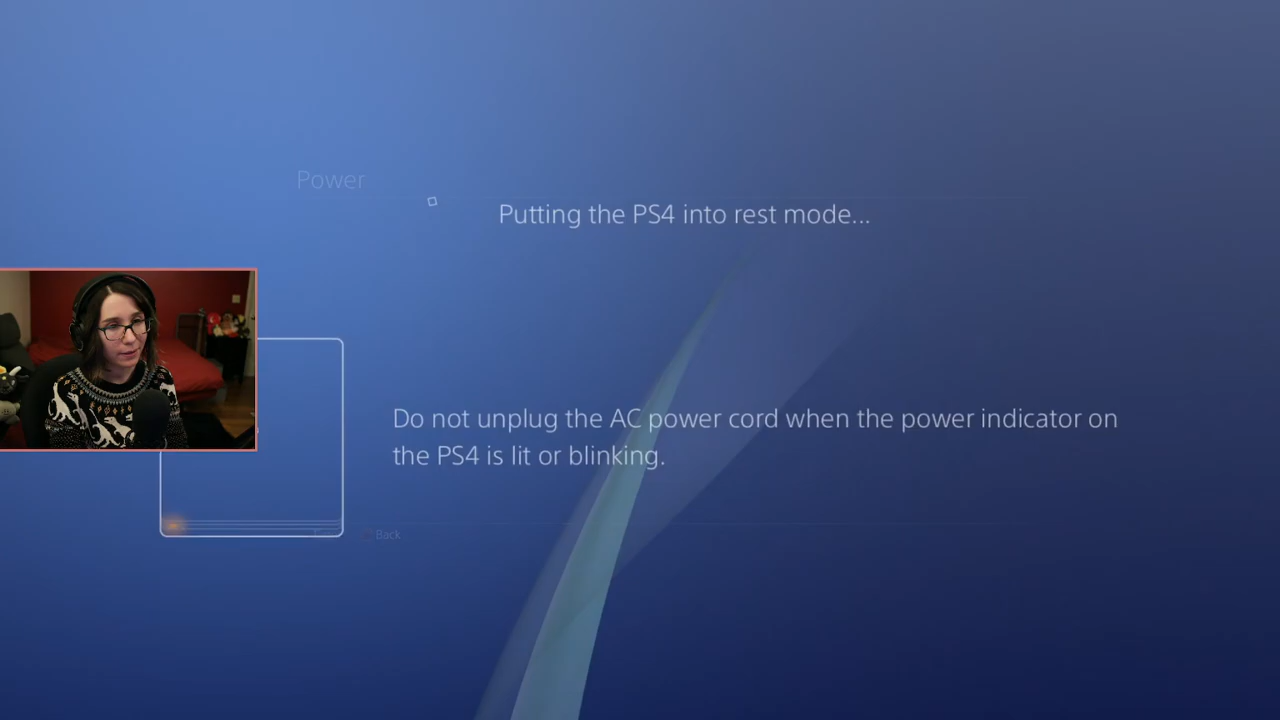 Power
Putting the PS4 into rest mode...
Do not unplug the AC power cord when the power indicator on
the PS4 is lit or blinking.
Back